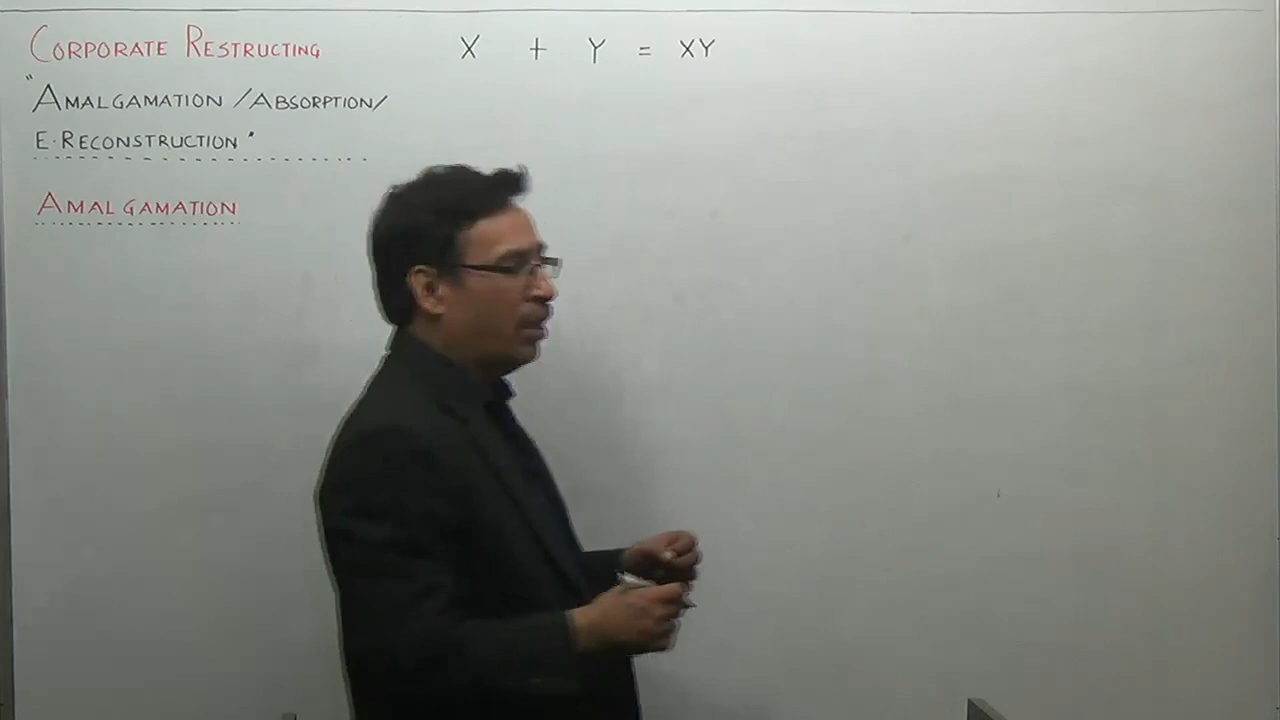 CORPORATE RESTRUCTING
X + Y = XY
"AMALGAMATION /ABSORPTION/
E.RECONSTRUCTION"
AMALGAMATION